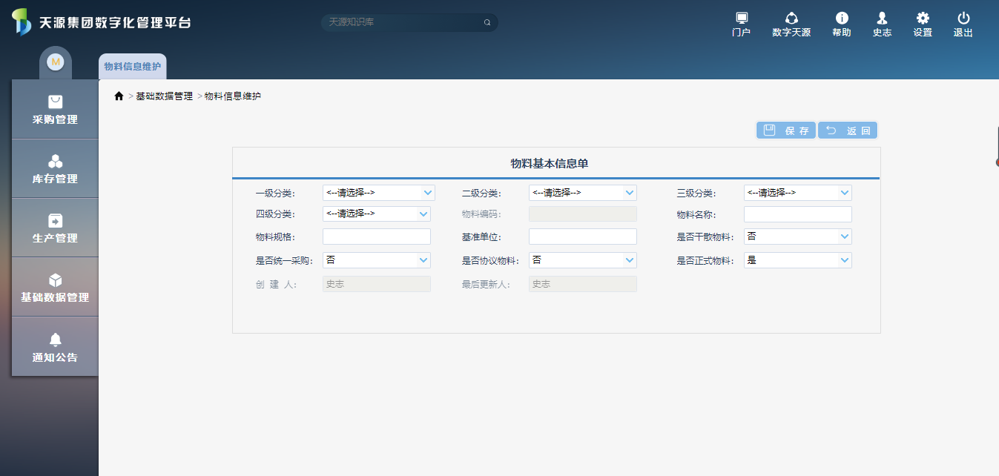 天源集团数字化管理平台
天源知识库
门户 数字天源 帮助 史志 设置 退出
M
物料信息维护
> 基础数据管理 > 物料信息维护
采购管理
库存管理
生产管理
基础数据管理
通知公告
保 存 返 回
物料基本信息单
一级分类: <--请选择--> 二级分类: <--请选择--> 三级分类: <--请选择-->
四级分类: <--请选择--> 物料编码: 物料名称:
物料规格: 基准单位: 是否干散物料: 否
是否统一采购: 否 是否协议物料: 否 是否正式物料: 是
创 建 人: 史志 最后更新人: 史志